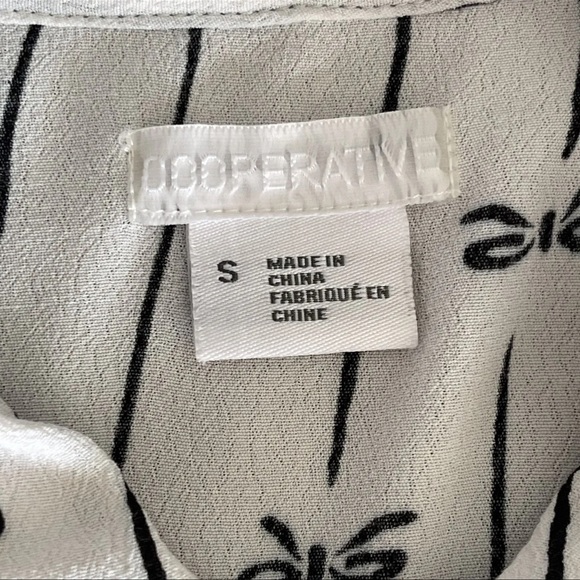 COOPERATIVE
S
MADE IN
CHINA
FABRIQUÉ EN
CHINE